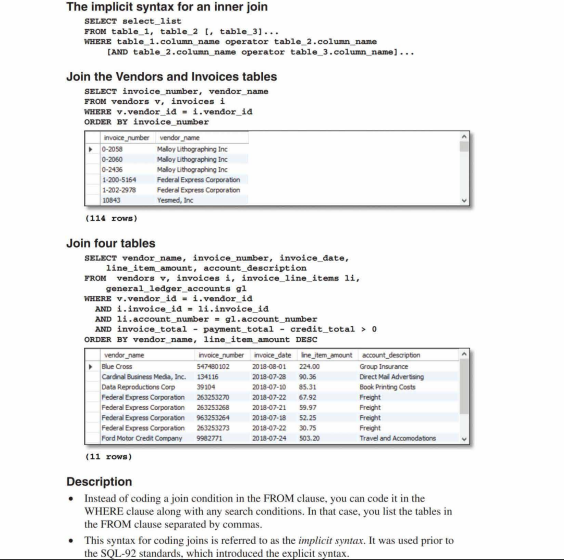 The implicit syntax for an inner join
SELECT select_list
FROM table_1, table_2 [, table_3]...
WHERE table_1.column_name operator table_2.column_name
[AND table_2.column_name operator table_3.column_name]...
Join the Vendors and Invoices tables
SELECT invoice_number, vendor_name
FROM vendors v, invoices i
WHERE v.vendor_id = i.vendor_id
ORDER BY invoice_number
invoice_number vendor_name
0-2058 Malloy Lithographing Inc
0-2060 Malloy Lithographing Inc
0-2436 Malloy Lithographing Inc
1-200-5164 Federal Express Corporation
1-202-2978 Federal Express Corporation
10843 Yesmed, Inc
(114 rows)
Join four tables
SELECT vendor_name, invoice_number, invoice_date,
line_item_amount, account_description
FROM vendors v, invoices i, invoice_line_items li,
general_ledger_accounts gl
WHERE v.vendor_id = i.vendor_id
AND i.invoice_id = li.invoice_id
AND li.account_number = gl.account_number
AND invoice_total - payment_total - credit_total > 0
ORDER BY vendor_name, line_item_amount DESC
vendor_name invoice_number invoice_date line_item_amount account_description
Blue Cross 547480102 2018-08-01 224.00 Group Insurance
Cardinal Business Media, Inc. 134116 2018-07-28 90.36 Direct Mail Advertising
Data Reproductions Corp 39104 2018-07-10 85.31 Book Printing Costs
Federal Express Corporation 263253270 2018-07-22 67.92 Freight
Federal Express Corporation 263253268 2018-07-21 59.97 Freight
Federal Express Corporation 963253264 2018-07-18 52.25 Freight
Federal Express Corporation 263253273 2018-07-22 30.75 Freight
Ford Motor Credit Company 9982771 2018-07-24 503.20 Travel and Accomodations
(11 rows)
Description
• Instead of coding a join condition in the FROM clause, you can code it in the
WHERE clause along with any search conditions. In that case, you list the tables in
the FROM clause separated by commas.
• This syntax for coding joins is referred to as the implicit syntax. It was used prior to
the SQL-92 standards, which introduced the explicit syntax.